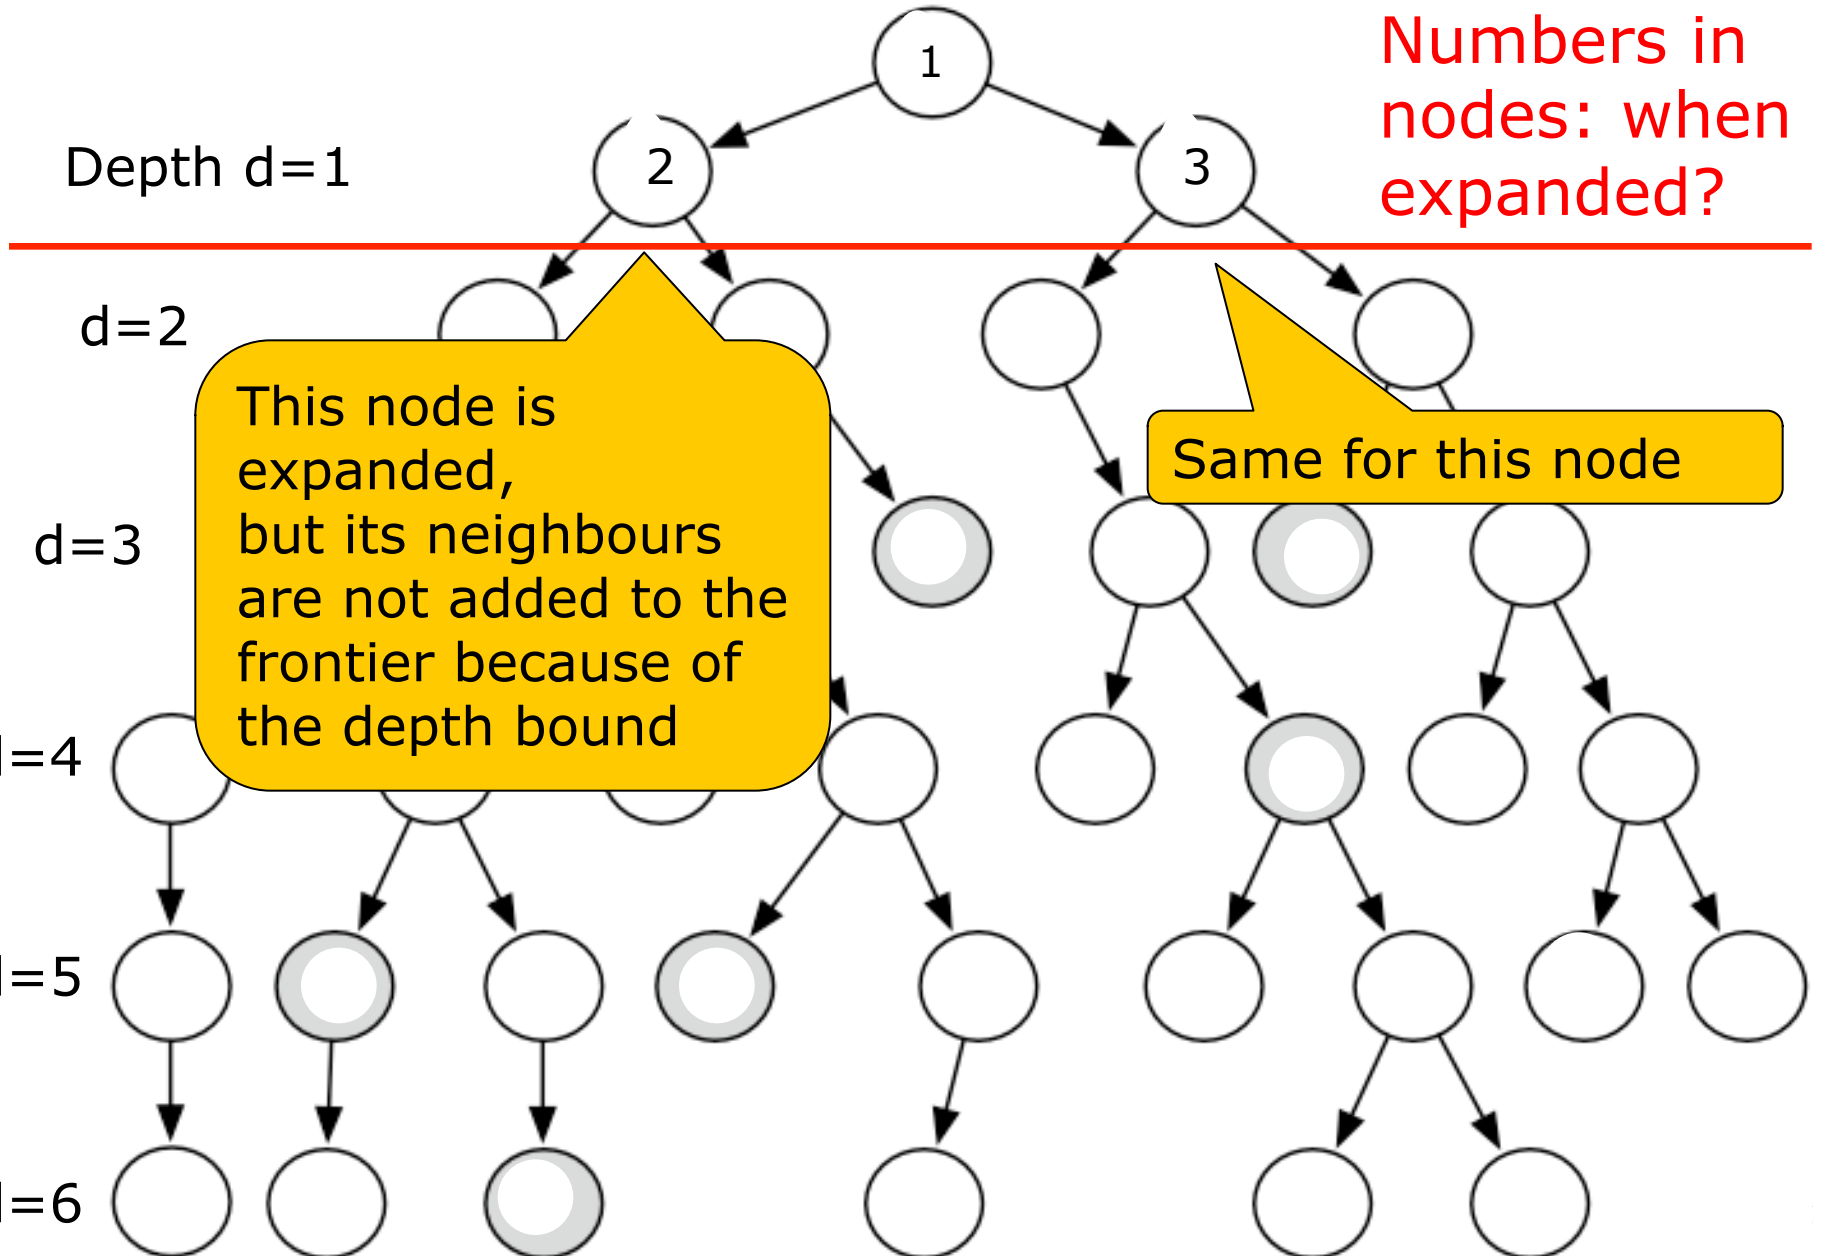 1
Numbers in
nodes: when
expanded?
Depth d=1
2
3
d=2
This node is
expanded,
but its neighbours
are not added to the
frontier because of
the depth bound
Same for this node
d=3
=4
=5
=6